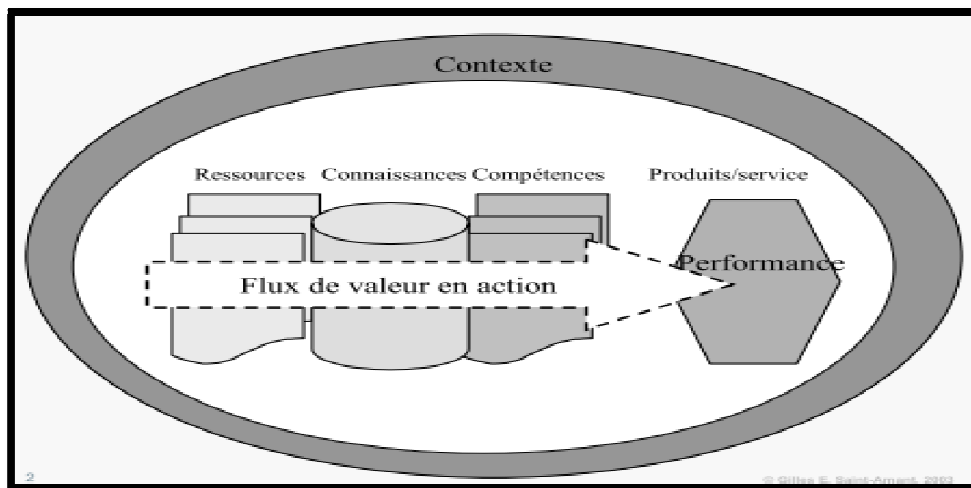 Contexte
Ressources Connaissances Compétences Produits/service
Performance
Flux de valeur en action
2 © Gilles E. Saint-Amant, 2003